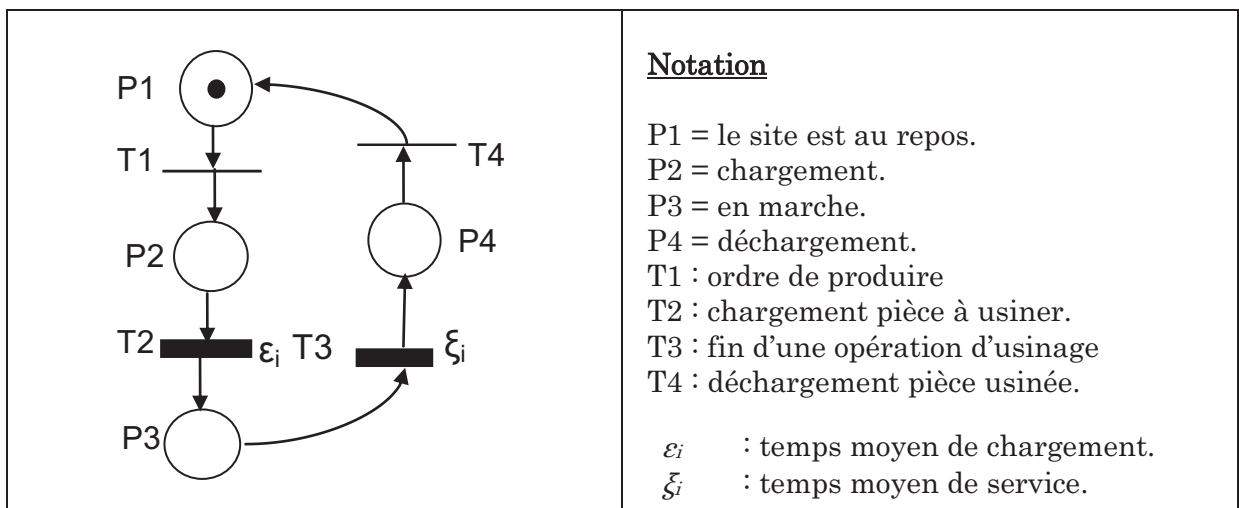 P1
T1
T4
P2
P4
T2
εi
T3
ξi
P3
Notation
P1 = le site est au repos.
P2 = chargement.
P3 = en marche.
P4 = déchargement.
T1 : ordre de produire
T2 : chargement pièce à usiner.
T3 : fin d'une opération d'usinage
T4 : déchargement pièce usinée.
εi : temps moyen de chargement.
ξi : temps moyen de service.